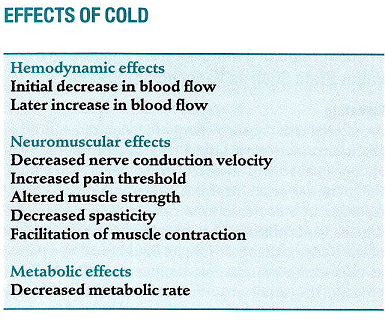 EFFECTS OF COLD
Hemodynamic effects
Initial decrease in blood flow
Later increase in blood flow
Neuromuscular effects
Decreased nerve conduction velocity
Increased pain threshold
Altered muscle strength
Decreased spasticity
Facilitation of muscle contraction
Metabolic effects
Decreased metabolic rate